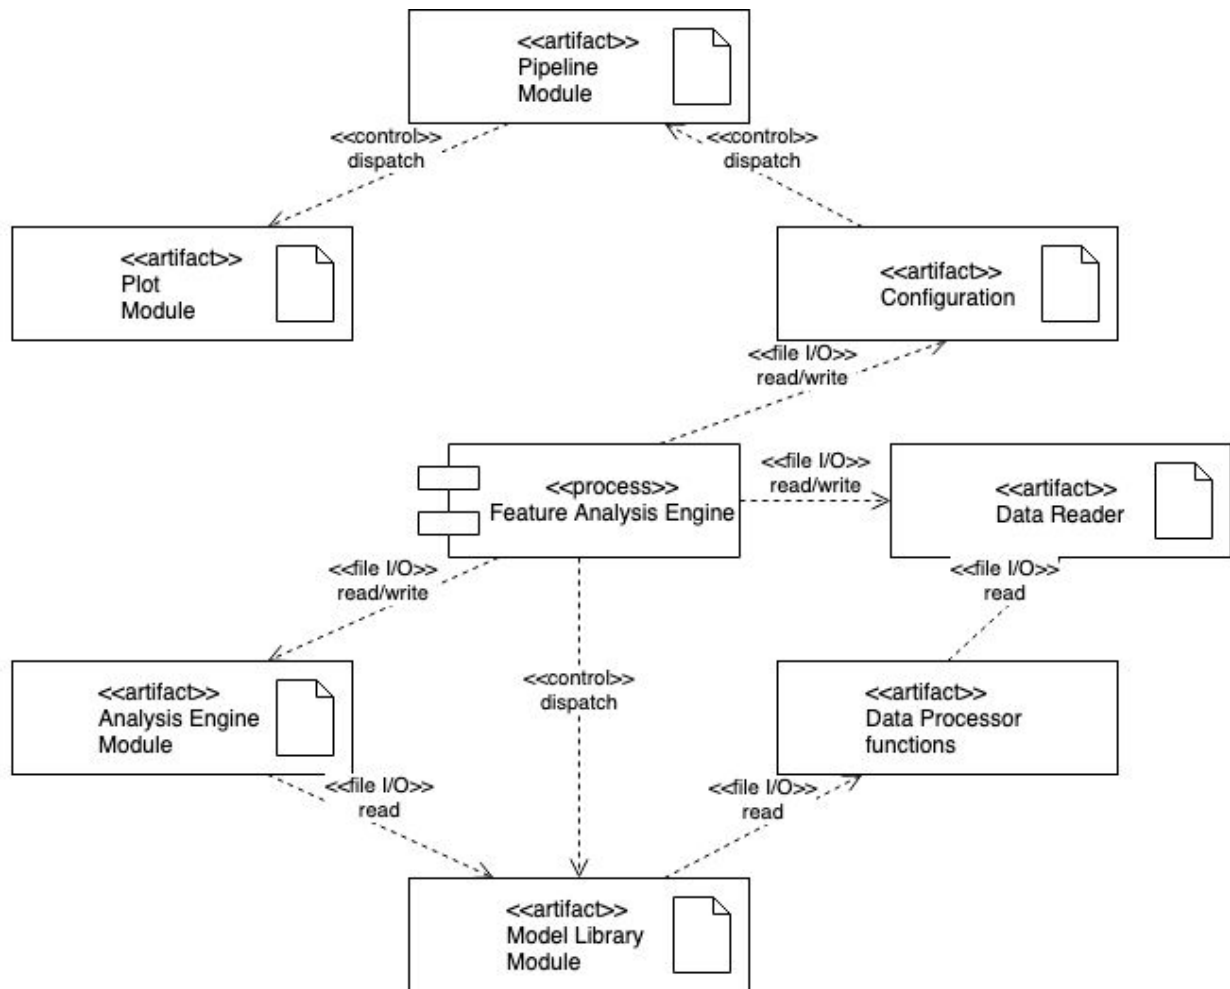 <<artifact>>
Pipeline
Module
<<control>>
dispatch
<<control>>
dispatch
<<artifact>>
Plot
Module
<<artifact>>
Configuration
<<file I/O>>
read/write
<<process>>
Feature Analysis Engine
<<file I/O>>
read/write
<<artifact>>
Data Reader
<<file I/O>>
read/write
<<file I/O>>
read
<<artifact>>
Analysis Engine
Module
<<control>>
dispatch
<<artifact>>
Data Processor
functions
<<file I/O>>
read
<<file I/O>>
read
<<artifact>>
Model Library
Module